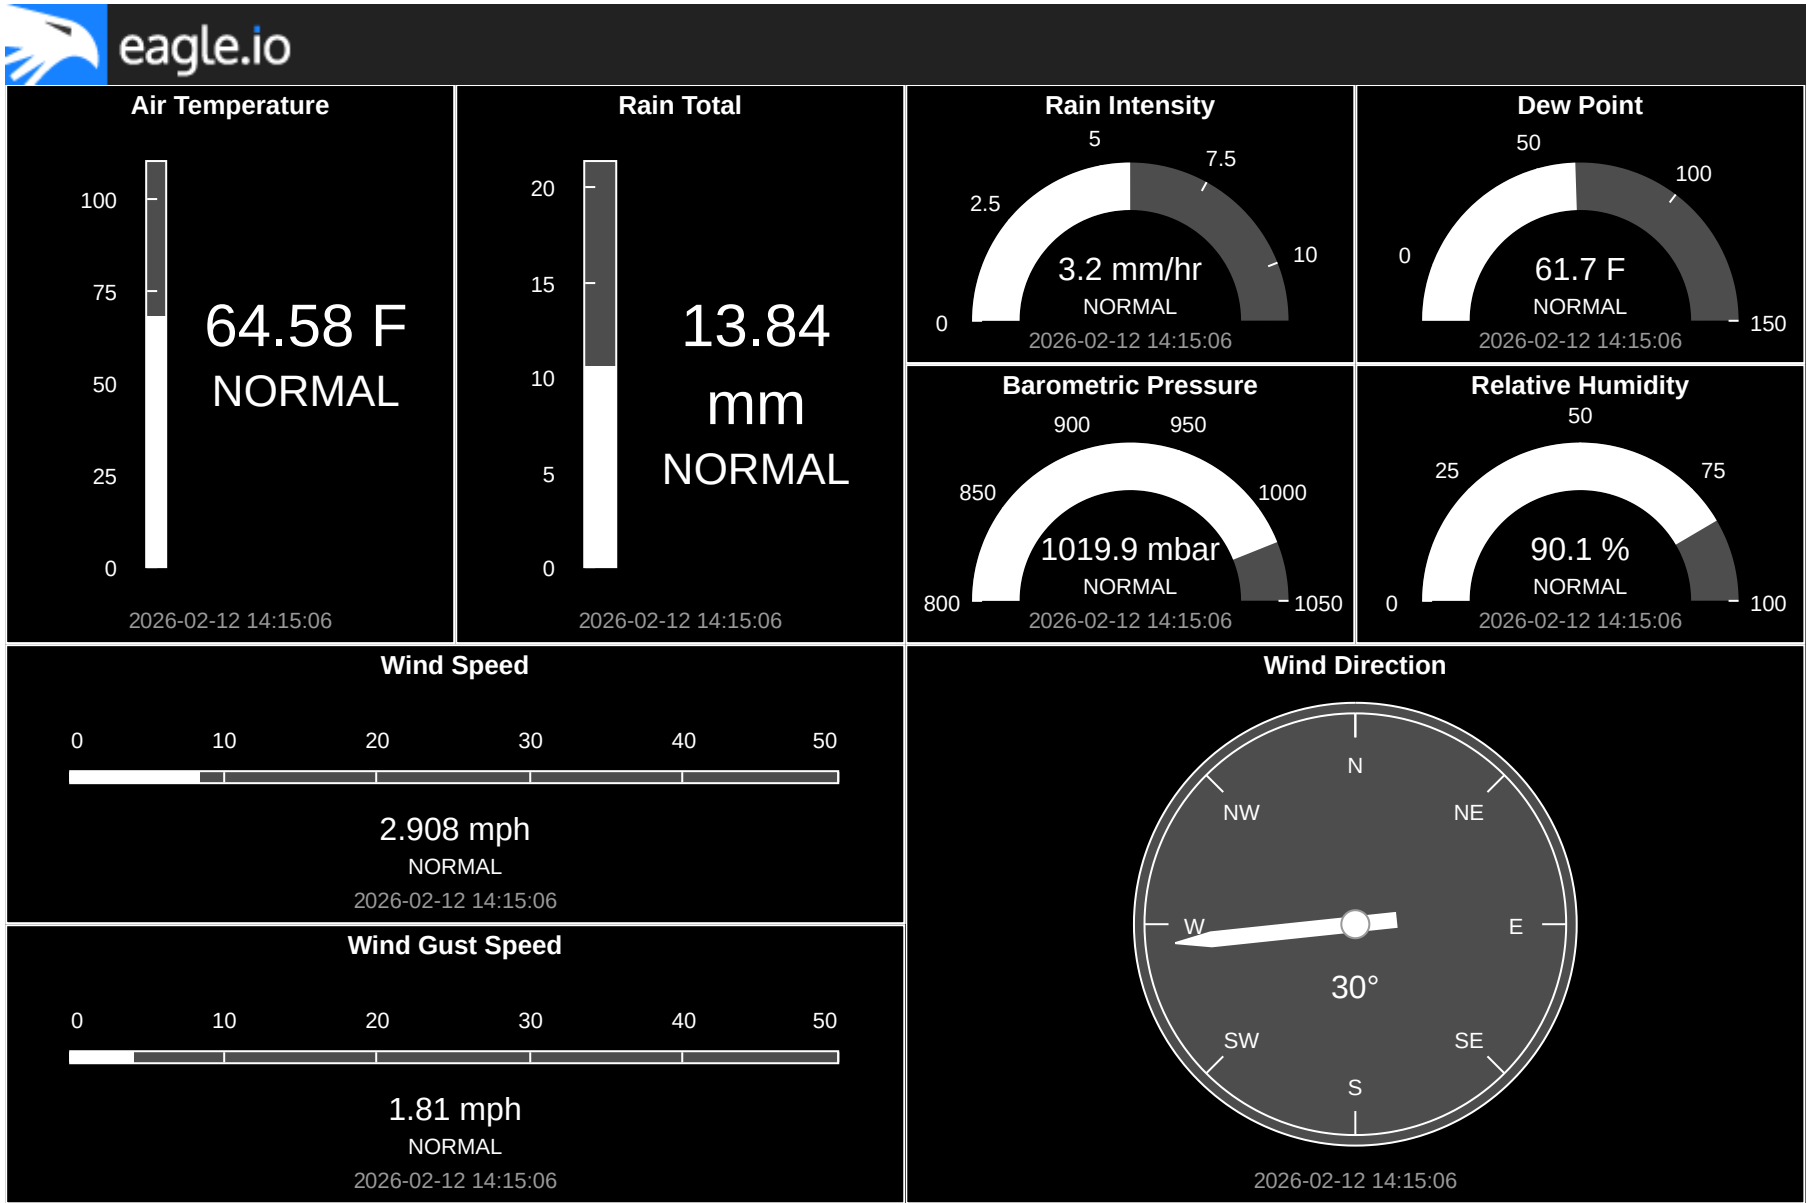 eagle.io
Air Temperature
100
75
50
25
0
64.58 F
NORMAL
2026-02-12 14:15:06
Rain Total
20
15
10
5
0
13.84
mm
NORMAL
2026-02-12 14:15:06
Rain Intensity
0
2.5
5
7.5
10
3.2 mm/hr
NORMAL
2026-02-12 14:15:06
Dew Point
0
50
100
150
61.7 F
NORMAL
2026-02-12 14:15:06
Barometric Pressure
800
850
900
950
1000
1050
1019.9 mbar
NORMAL
2026-02-12 14:15:06
Relative Humidity
0
25
50
75
100
90.1 %
NORMAL
2026-02-12 14:15:06
Wind Speed
0 10 20 30 40 50
2.908 mph
NORMAL
2026-02-12 14:15:06
Wind Gust Speed
0 10 20 30 40 50
1.81 mph
NORMAL
2026-02-12 14:15:06
Wind Direction
N
NW NE
W E
30°
SW SE
S
2026-02-12 14:15:06